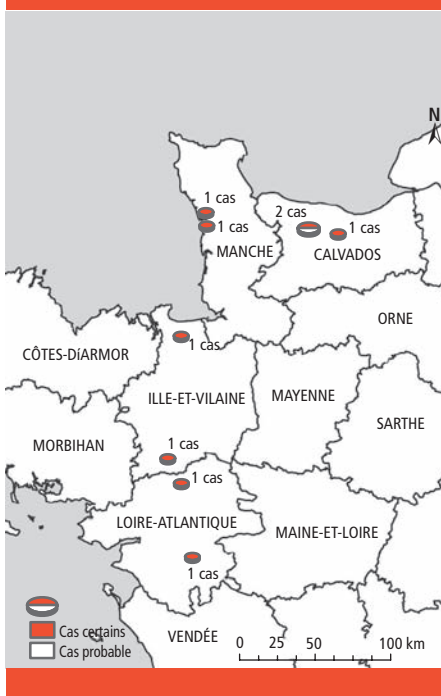 N
1 cas
1 cas
2 cas
1 cas
MANCHE
CALVADOS
ORNE
1 cas
CÔTES-DíARMOR
ILLE-ET-VILAINE
MAYENNE
SARTHE
MORBIHAN
1 cas
1 cas
LOIRE-ATLANTIQUE
MAINE-ET-LOIRE
1 cas
Cas certains
Cas probable
VENDÉE
0 25 50 100 km